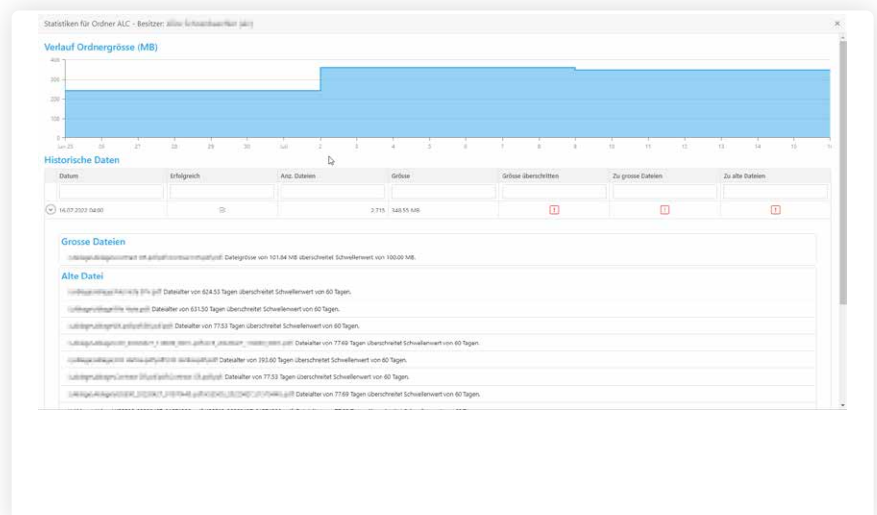 Statistiken für Ordner ALC - Besitzer:
Verlauf Ordnergrösse (MB)
400
300
200
100
0
Jun 25 26 27 28 29 30 Juli 2 3 4 5 6 7 8 9 10 11 12 13 14 15 16
Historische Daten
Datum Erfolgreich Anz. Dateien Grösse Grösse überschritten Zu grosse Dateien Zu alte Dateien
16.07.2022 04:00 2.715 348.55 MB
Grosse Dateien
Dateigrösse von 101.84 MB überschreitet Schwellenwert von 100.00 MB.
Alte Datei
Dateialter von 624.53 Tagen überschreitet Schwellenwert von 60 Tagen.
Dateialter von 631.50 Tagen überschreitet Schwellenwert von 60 Tagen.
Dateialter von 77.53 Tagen überschreitet Schwellenwert von 60 Tagen.
Dateialter von 77.69 Tagen überschreitet Schwellenwert von 60 Tagen.
Dateialter von 393.60 Tagen überschreitet Schwellenwert von 60 Tagen.
Dateialter von 77.53 Tagen überschreitet Schwellenwert von 60 Tagen.
Dateialter von 77.69 Tagen überschreitet Schwellenwert von 60 Tagen.